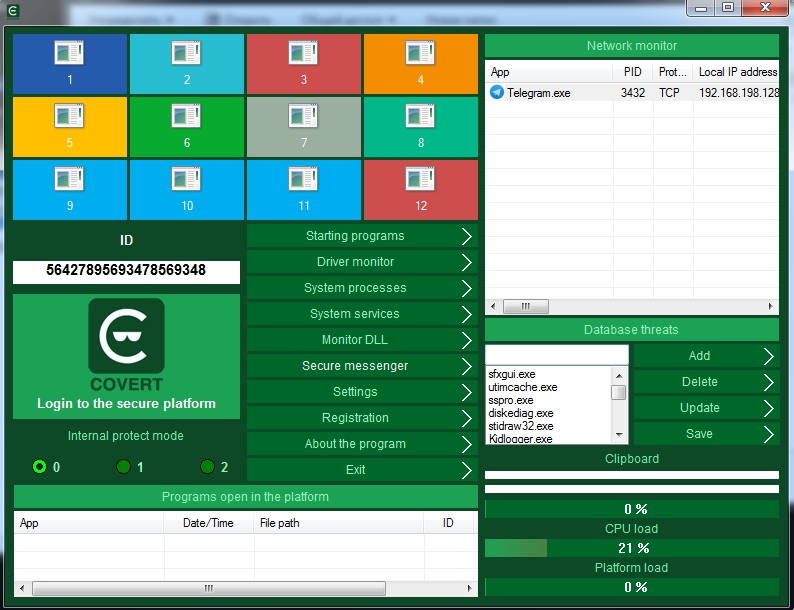 1
2
3
4
5
6
7
8
9
10
11
12
ID
56427895693478569348
COVERT
Login to the secure platform
Internal protect mode
0
1
2
Starting programs
Driver monitor
System processes
System services
Monitor DLL
Secure messenger
Settings
Registration
About the program
Exit
Programs open in the platform
App Date/Time File path ID
Network monitor
App PID Prot... Local IP address
Telegram.exe 3432 TCP 192.168.198.128
Database threats
sfxgui.exe
utimcache.exe
sspro.exe
diskediag.exe
stidraw32.exe
Kidlogger.exe
Add
Delete
Update
Save
Clipboard
0 %
CPU load
21 %
Platform load
0 %